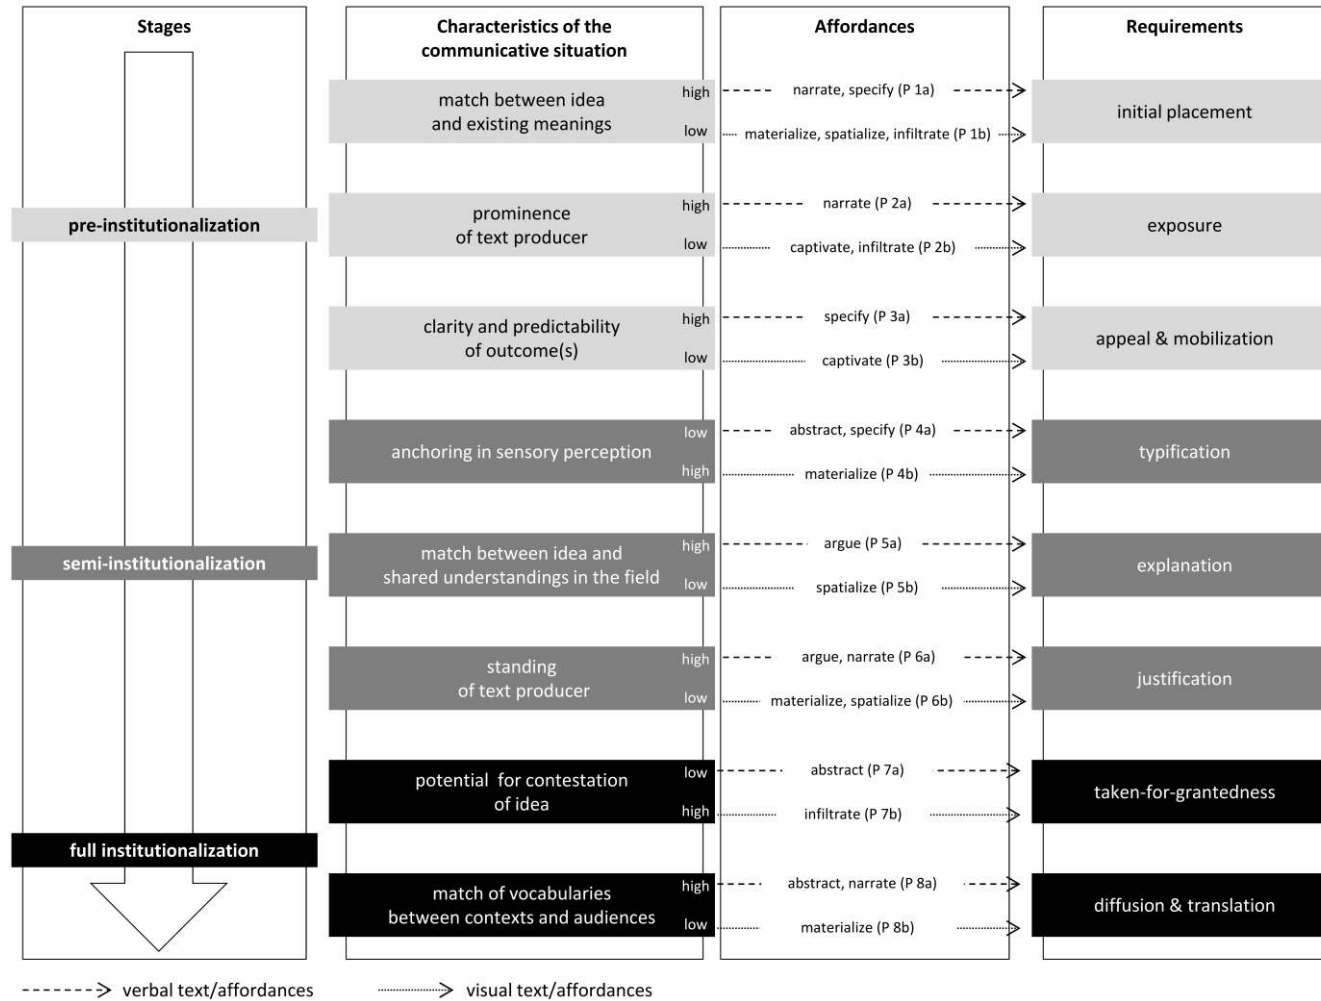 Stages
Characteristics of the
communicative situation
Affordances
Requirements
pre-institutionalization
match between idea
and existing meanings
high
low
narrate, specify (P 1a)
materialize, spatialize, infiltrate (P 1b)
initial placement
prominence
of text producer
high
low
narrate (P 2a)
captivate, infiltrate (P 2b)
exposure
clarity and predictability
of outcome(s)
high
low
specify (P 3a)
captivate (P 3b)
appeal & mobilization
semi-institutionalization
anchoring in sensory perception
low
high
abstract, specify (P 4a)
materialize (P 4b)
typification
match between idea and
shared understandings in the field
high
low
argue (P 5a)
spatialize (P 5b)
explanation
standing
of text producer
high
low
argue, narrate (P 6a)
materialize, spatialize (P 6b)
justification
full institutionalization
potential for contestation
of idea
low
high
abstract (P 7a)
infiltrate (P 7b)
taken-for-grantedness
match of vocabularies
between contexts and audiences
high
low
abstract, narrate (P 8a)
materialize (P 8b)
diffusion & translation
verbal text/affordances
visual text/affordances